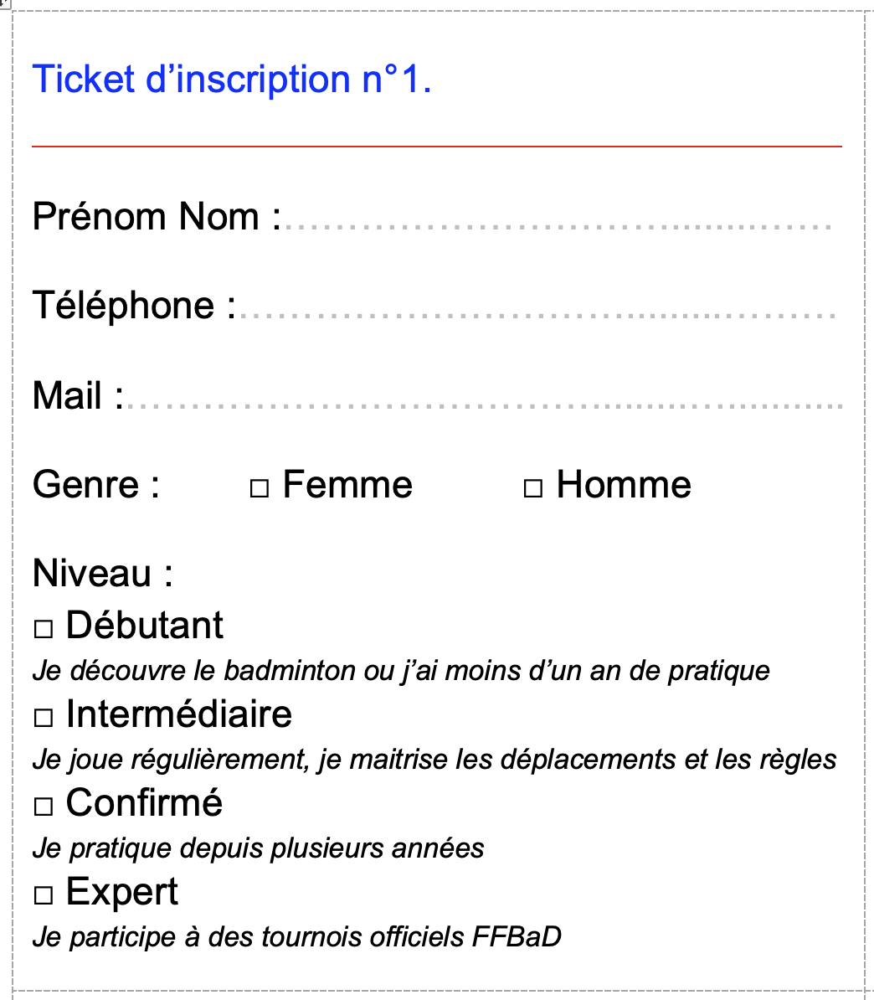 Ticket d’inscription n°1.
Prénom Nom :……………………………........………
Téléphone :………………………………......…………
Mail :……………………………………...........………..........
Genre : □ Femme □ Homme
Niveau :
□ Débutant
Je découvre le badminton ou j’ai moins d’un an de pratique
□ Intermédiaire
Je joue régulièrement, je maitrise les déplacements et les règles
□ Confirmé
Je pratique depuis plusieurs années
□ Expert
Je participe à des tournois officiels FFBaD